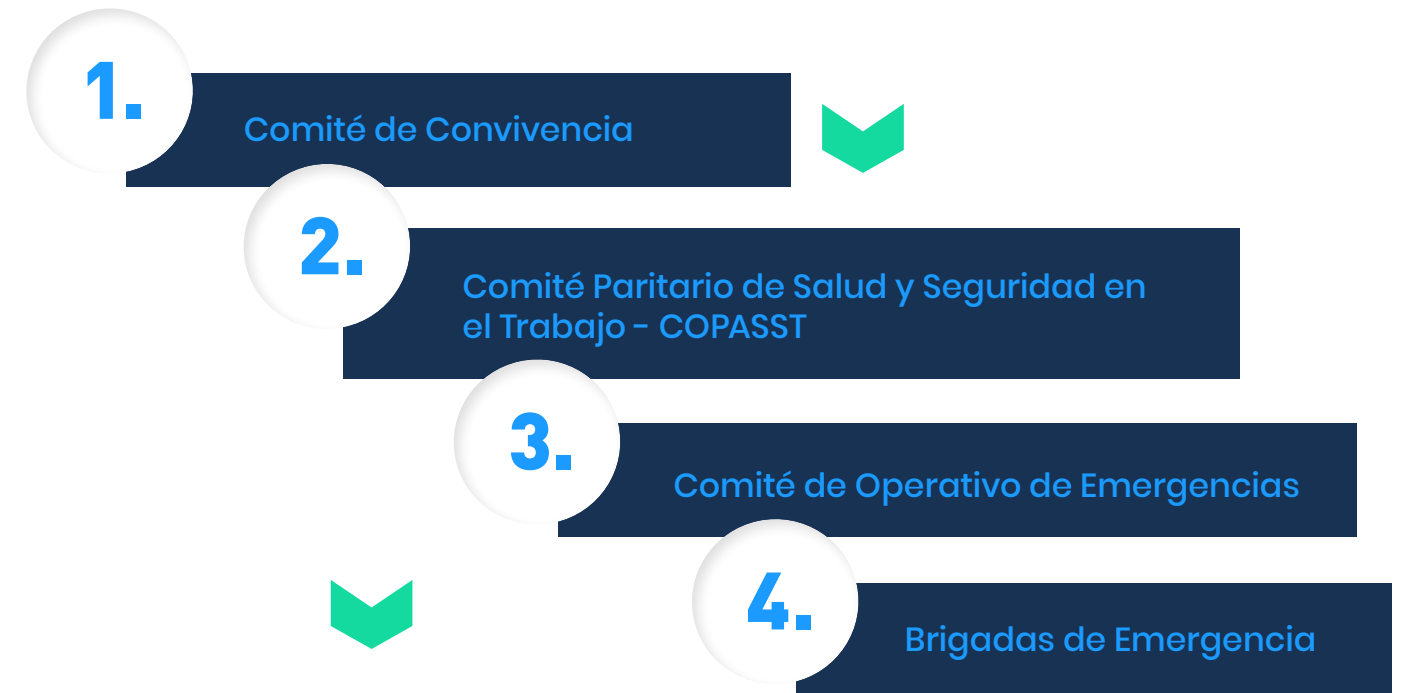 1.
Comité de Convivencia
2.
Comité Paritario de Salud y Seguridad en
el Trabajo - COPASST
3.
Comité de Operativo de Emergencias
4.
Brigadas de Emergencia